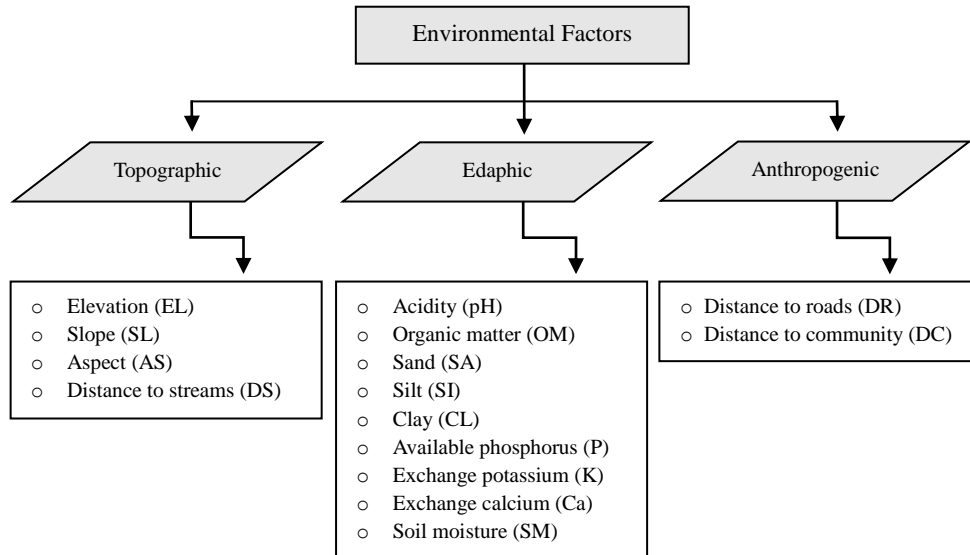 Environmental Factors
Topographic
Edaphic
Anthropogenic
o Elevation (EL)
o Slope (SL)
o Aspect (AS)
o Distance to streams (DS)
o Acidity (pH)
o Organic matter (OM)
o Sand (SA)
o Silt (SI)
o Clay (CL)
o Available phosphorus (P)
o Exchange potassium (K)
o Exchange calcium (Ca)
o Soil moisture (SM)
o Distance to roads (DR)
o Distance to community (DC)